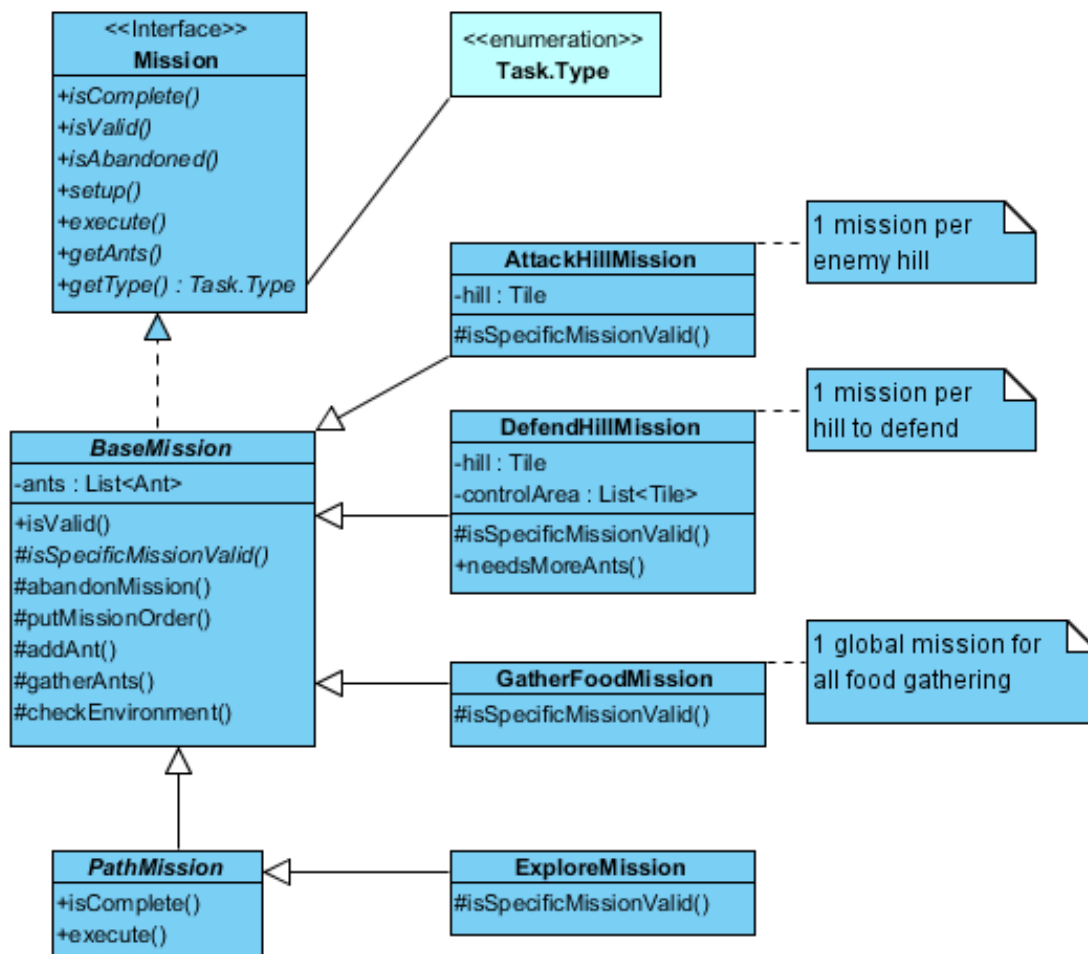 <<Interface>>
Mission
+isComplete()
+isValid()
+isAbandoned()
+setup()
+execute()
+getAnts()
+getType() : Task.Type
<<enumeration>>
Task.Type
AttackHillMission
-hill : Tile
#isSpecificMissionValid()
1 mission per
enemy hill
DefendHillMission
-hill : Tile
-controlArea : List<Tile>
#isSpecificMissionValid()
+needsMoreAnts()
1 mission per
hill to defend
BaseMission
-ants : List<Ant>
+isValid()
#isSpecificMissionValid()
#abandonMission()
#putMissionOrder()
#addAnt()
#gatherAnts()
#checkEnvironment()
GatherFoodMission
#isSpecificMissionValid()
1 global mission for
all food gathering
PathMission
+isComplete()
+execute()
ExploreMission
#isSpecificMissionValid()